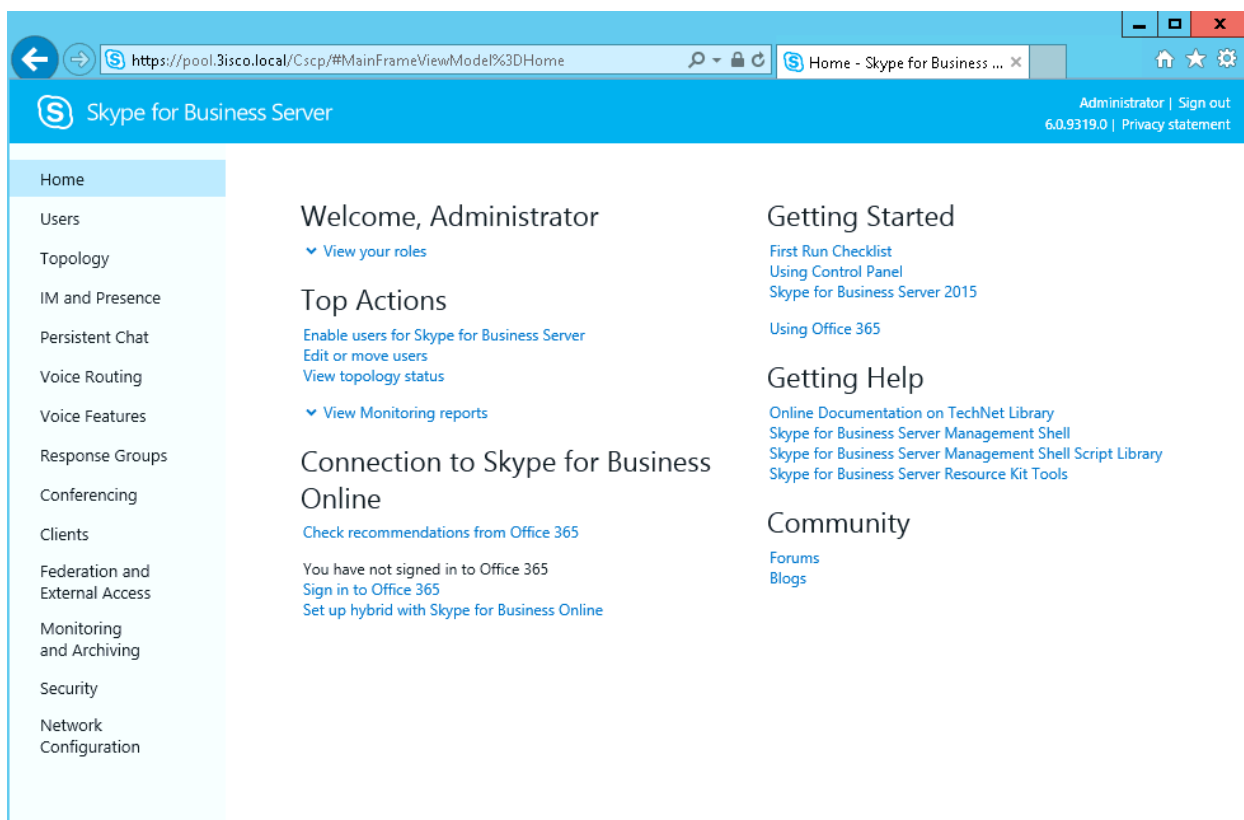 https://pool.3isco.local/Cscp/#MainFrameViewModel%3DHome
Home - Skype for Business ...
Skype for Business Server
Administrator | Sign out
6.0.9319.0 | Privacy statement
Home
Users
Topology
IM and Presence
Persistent Chat
Voice Routing
Voice Features
Response Groups
Conferencing
Clients
Federation and
External Access
Monitoring
and Archiving
Security
Network
Configuration
Welcome, Administrator
View your roles
Top Actions
Enable users for Skype for Business Server
Edit or move users
View topology status
View Monitoring reports
Connection to Skype for Business
Online
Check recommendations from Office 365
You have not signed in to Office 365
Sign in to Office 365
Set up hybrid with Skype for Business Online
Getting Started
First Run Checklist
Using Control Panel
Skype for Business Server 2015
Using Office 365
Getting Help
Online Documentation on TechNet Library
Skype for Business Server Management Shell
Skype for Business Server Management Shell Script Library
Skype for Business Server Resource Kit Tools
Community
Forums
Blogs